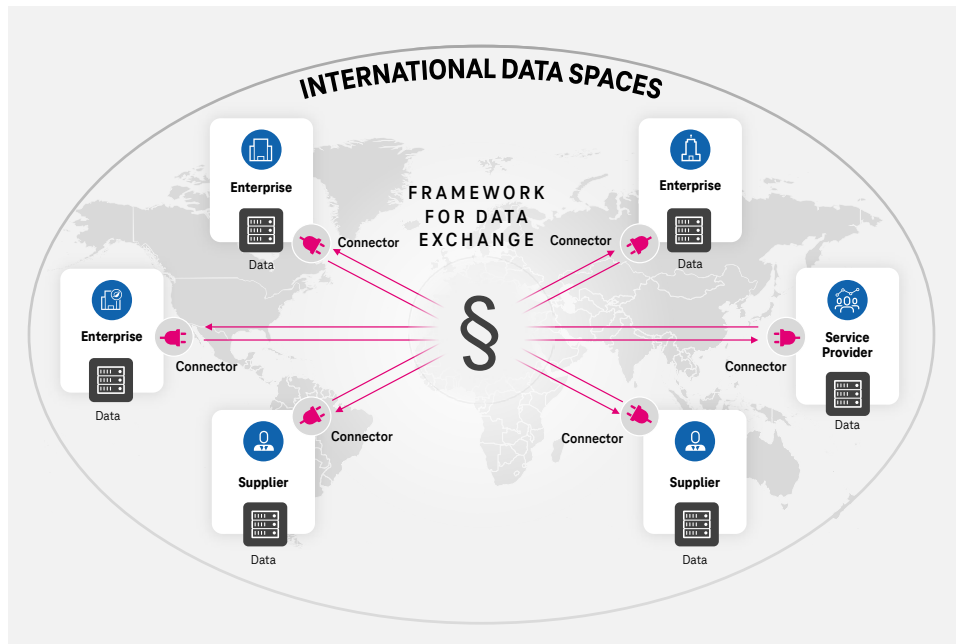 INTERNATIONAL DATA SPACES
Enterprise
Data
Connector
FRAMEWORK
FOR DATA
EXCHANGE
Connector
Enterprise
Data
§
Enterprise
Data
Connector
Connector
Service
Provider
Data
Connector
Supplier
Data
Connector
Supplier
Data